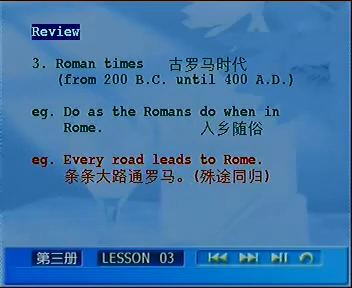 Review
3. Roman times 古罗马时代
(from 200 B.C. until 400 A.D.)
eg. Do as the Romans do when in
Rome. 入乡随俗
eg. Every road leads to Rome.
条条大路通罗马。(殊途同归)
第三册 LESSON 03